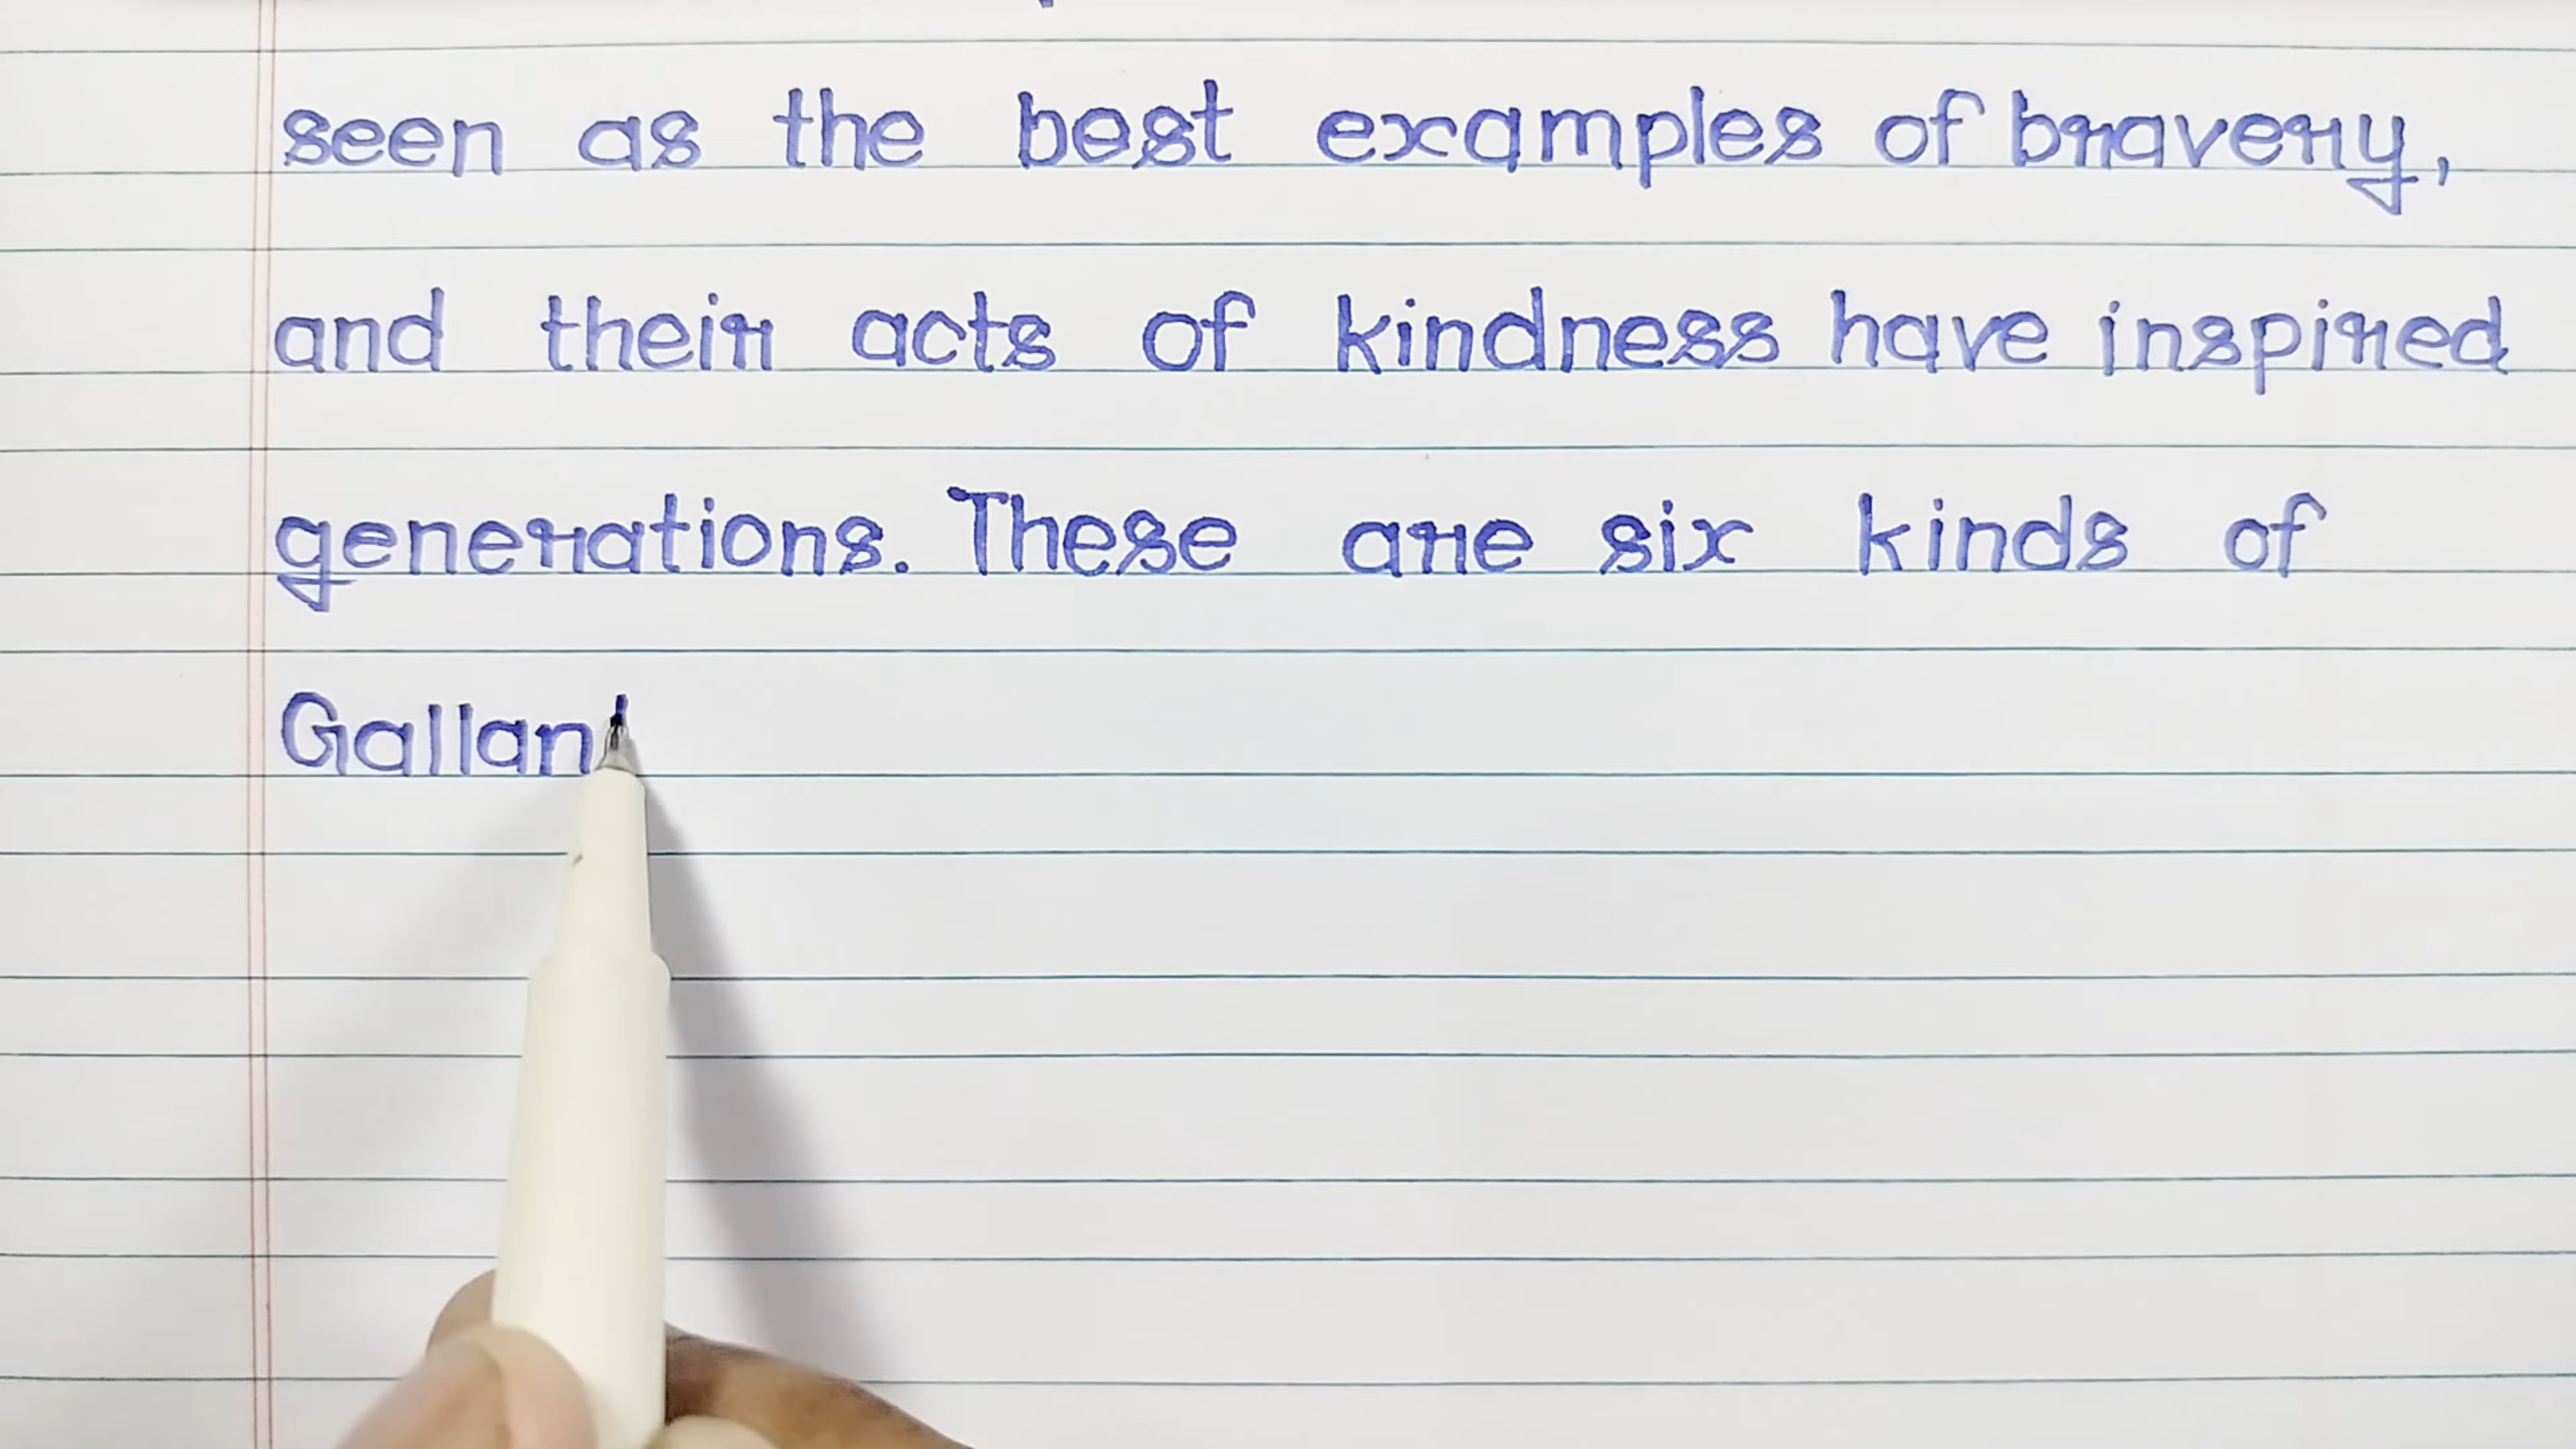 seen as the best examples of bravery,
and their acts of kindness have inspired
generations. These are six kinds of
Gallan